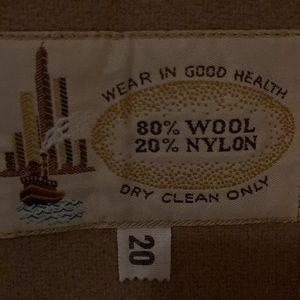 WEAR IN GOOD HEALTH
80% WOOL
20% NYLON
DRY CLEAN ONLY
20